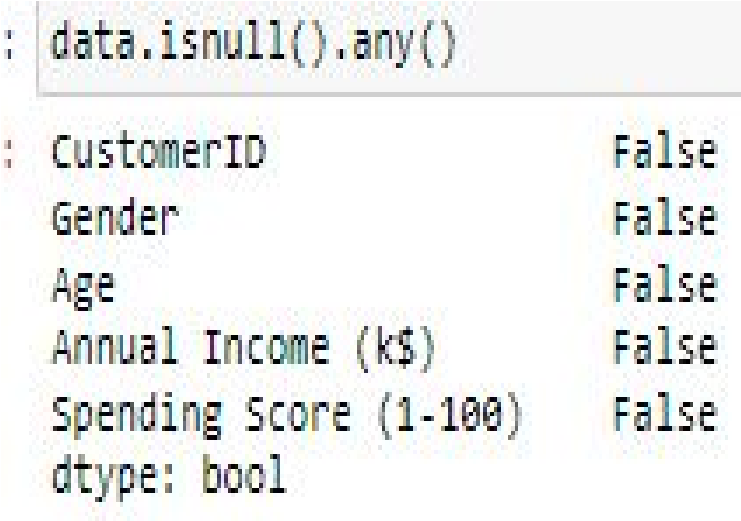 : data.isnull().any()
: CustomerID False
Gender False
Age False
Annual Income (k$) False
Spending Score (1-100) False
dtype: bool